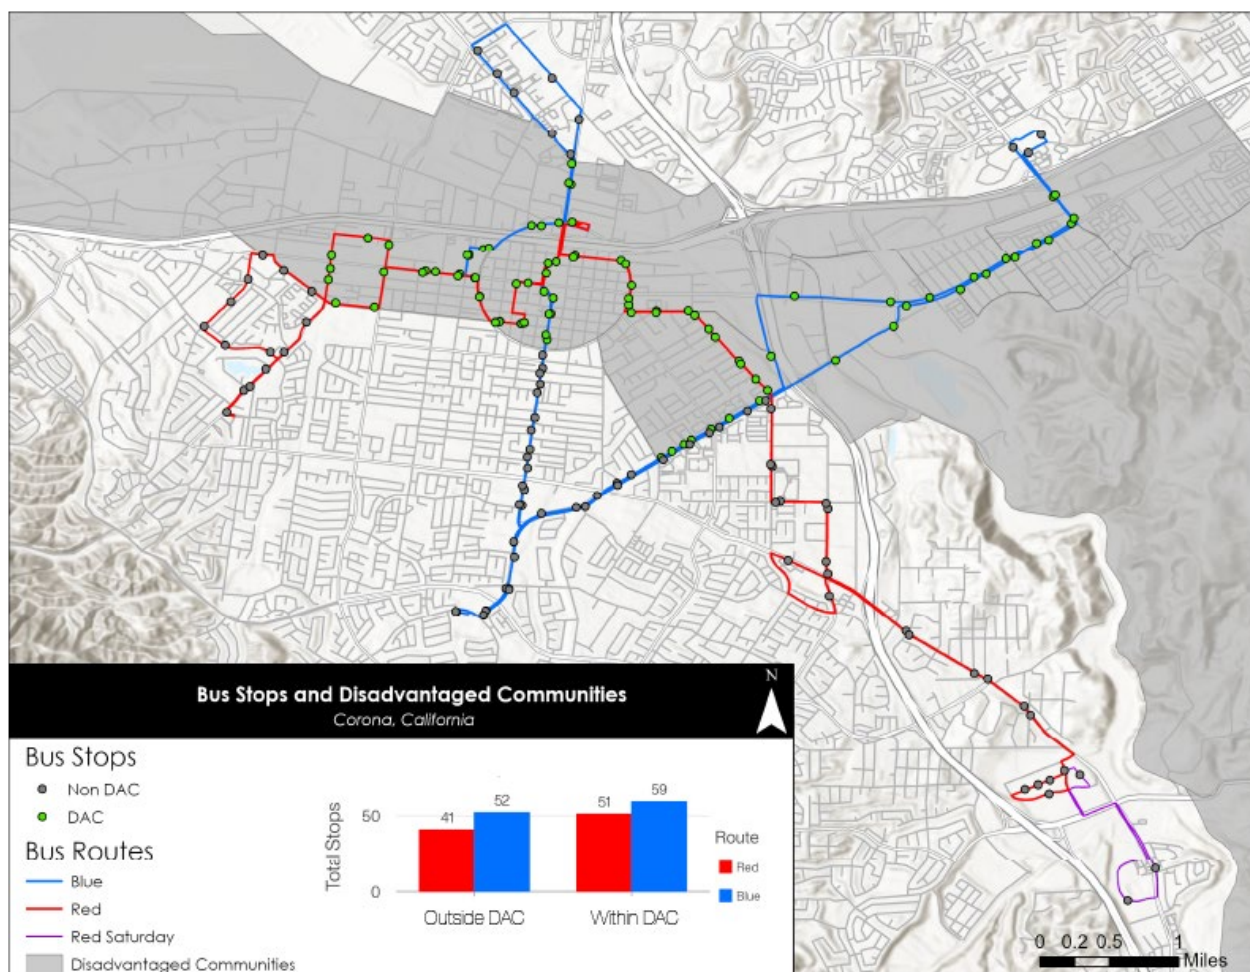 Bus Stops and Disadvantaged Communities
Corona, California
N
Bus Stops
Non DAC
DAC
Bus Routes
Blue
Red
Red Saturday
Disadvantaged Communities
Total Stops
50
0
41
52
51
59
Outside DAC
Within DAC
Route
Red
Blue
0 0.2 0.5 1
Miles